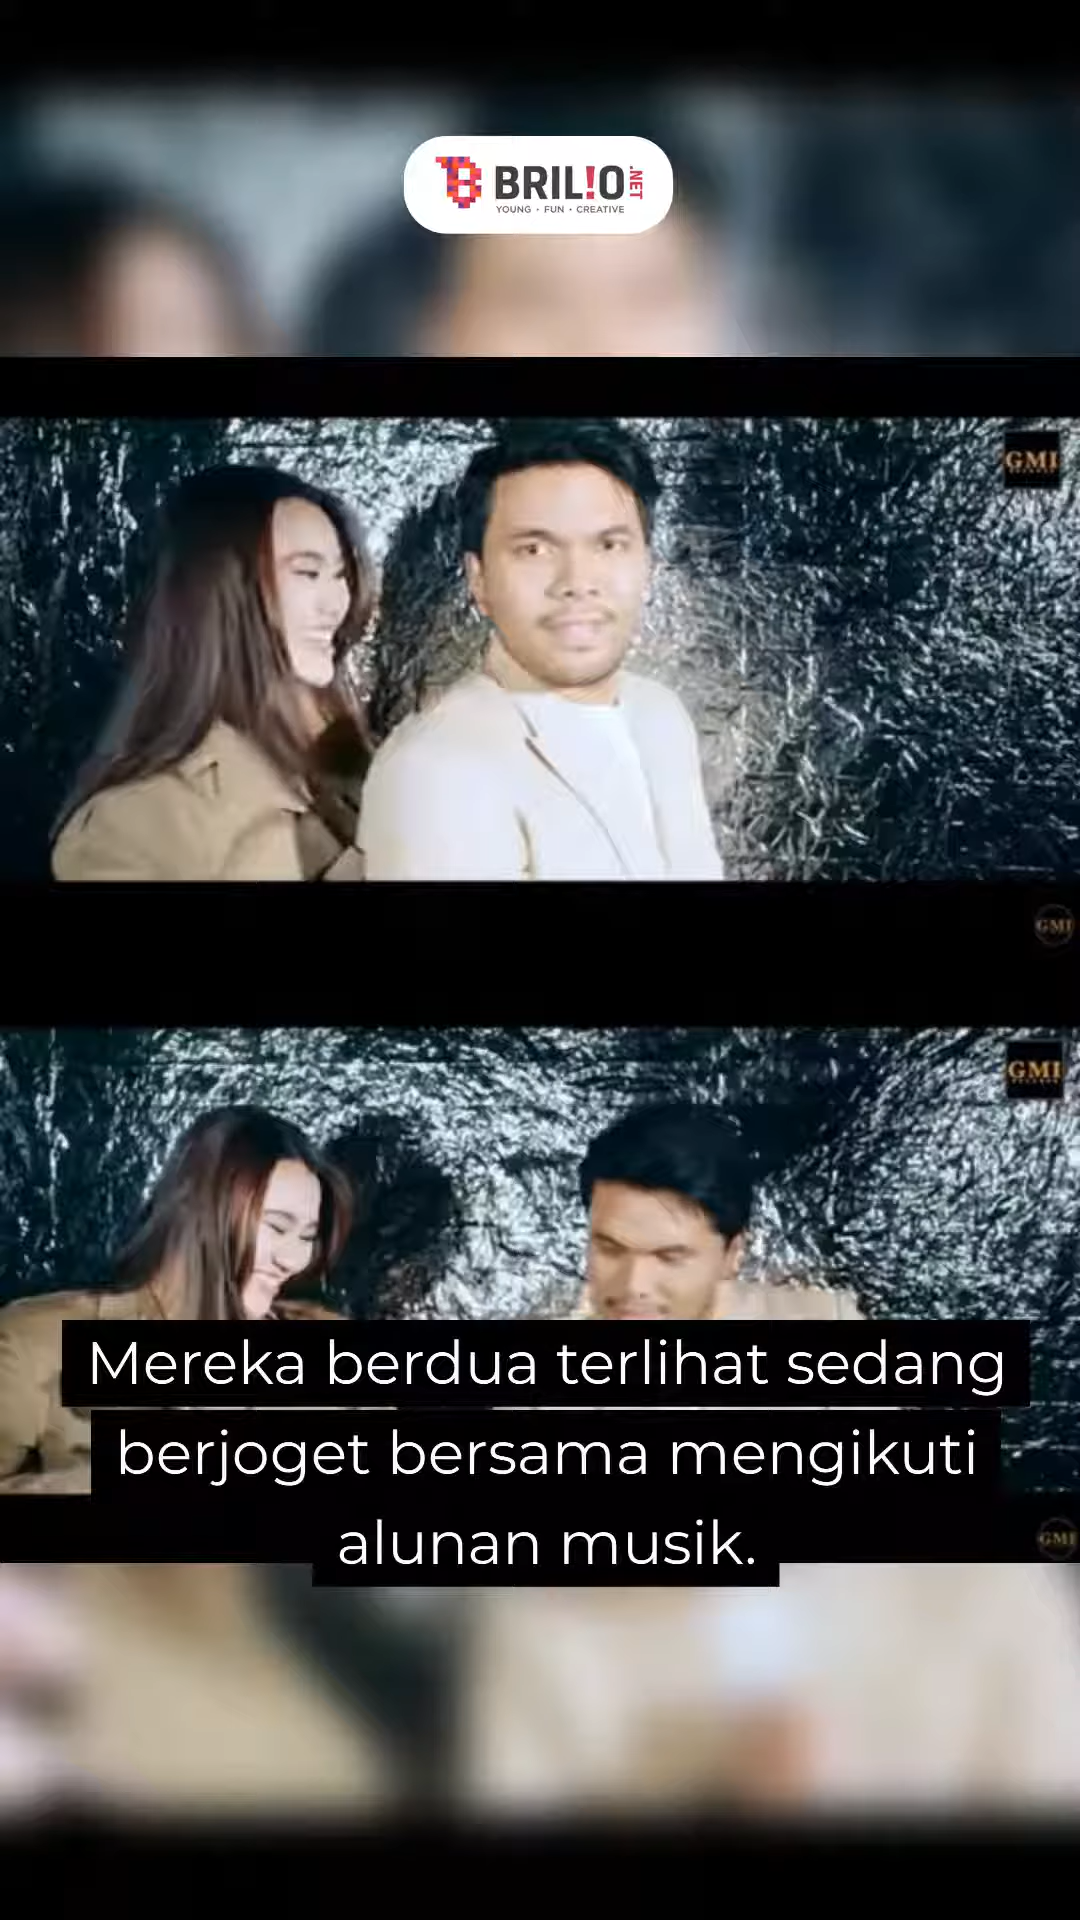 BRIL!O.NET
YOUNG • FUN • CREATIVE
GMI
GMI
GMI
Mereka berdua terlihat sedang
berjoget bersama mengikuti
alunan musik.
GMI